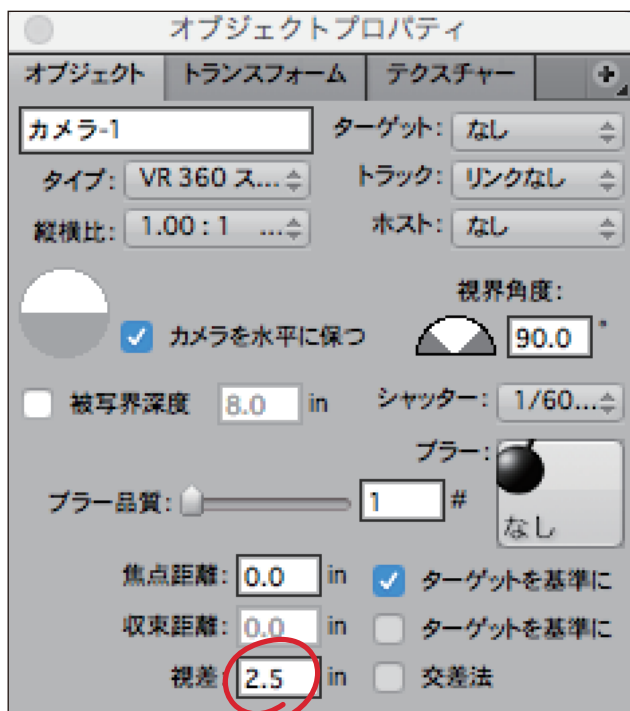 オブジェクトプロパティ
オブジェクト トランスフォーム テクスチャー
カメラ-1 ターゲット: なし
タイプ: VR 360 ス... トラック: リンクなし
縦横比: 1.00 : 1 ... ホスト: なし
視界角度:
カメラを水平に保つ 90.0 °
被写界深度 8.0 in シャッター: 1/60...
ブラー:
ブラー品質: 1 #
なし
焦点距離: 0.0 in ターゲットを基準に
収束距離: 0.0 in ターゲットを基準に
視差: 2.5 in 交差法